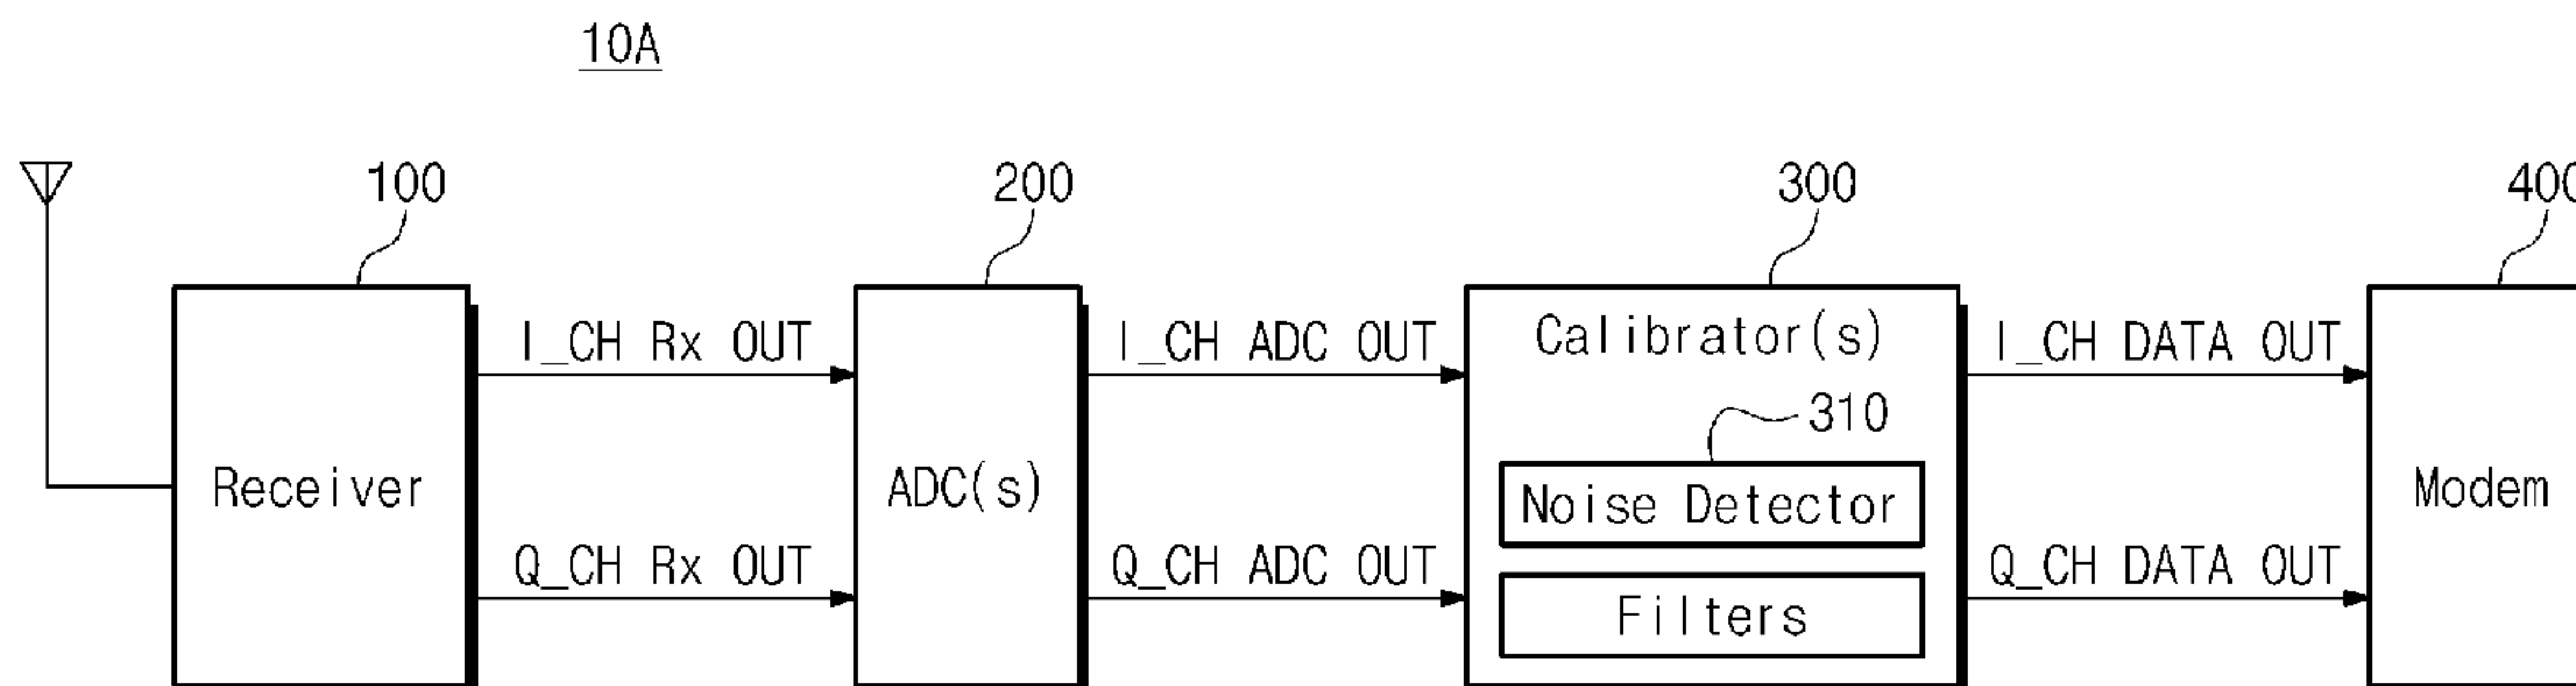 10A
100
200
300
400
I_CH Rx OUT
I_CH ADC OUT
Calibrator(s)
I_CH DATA OUT
310
Receiver
ADC(s)
Noise Detector
Modem
Q_CH Rx OUT
Q_CH ADC OUT
Q_CH DATA OUT
Filters